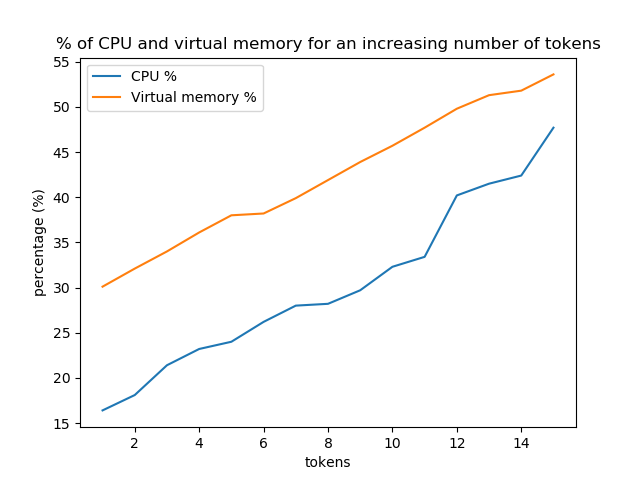 % of CPU and virtual memory for an increasing number of tokens
CPU %
Virtual memory %
percentage (%)
55
50
45
40
35
30
25
20
15
2 4 6 8 10 12 14
tokens